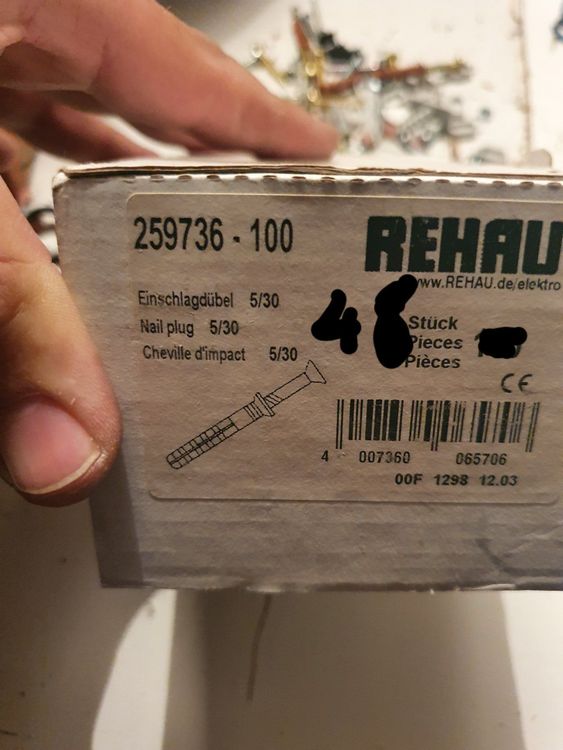 259736 - 100
REHAU
www.REHAU.de/elektro
Einschlagdübel 5/30
Nail plug 5/30
Cheville d'impact 5/30
48
Stück
Pieces
Pièces
CE
4 007360 065706
00F 1298 12.03